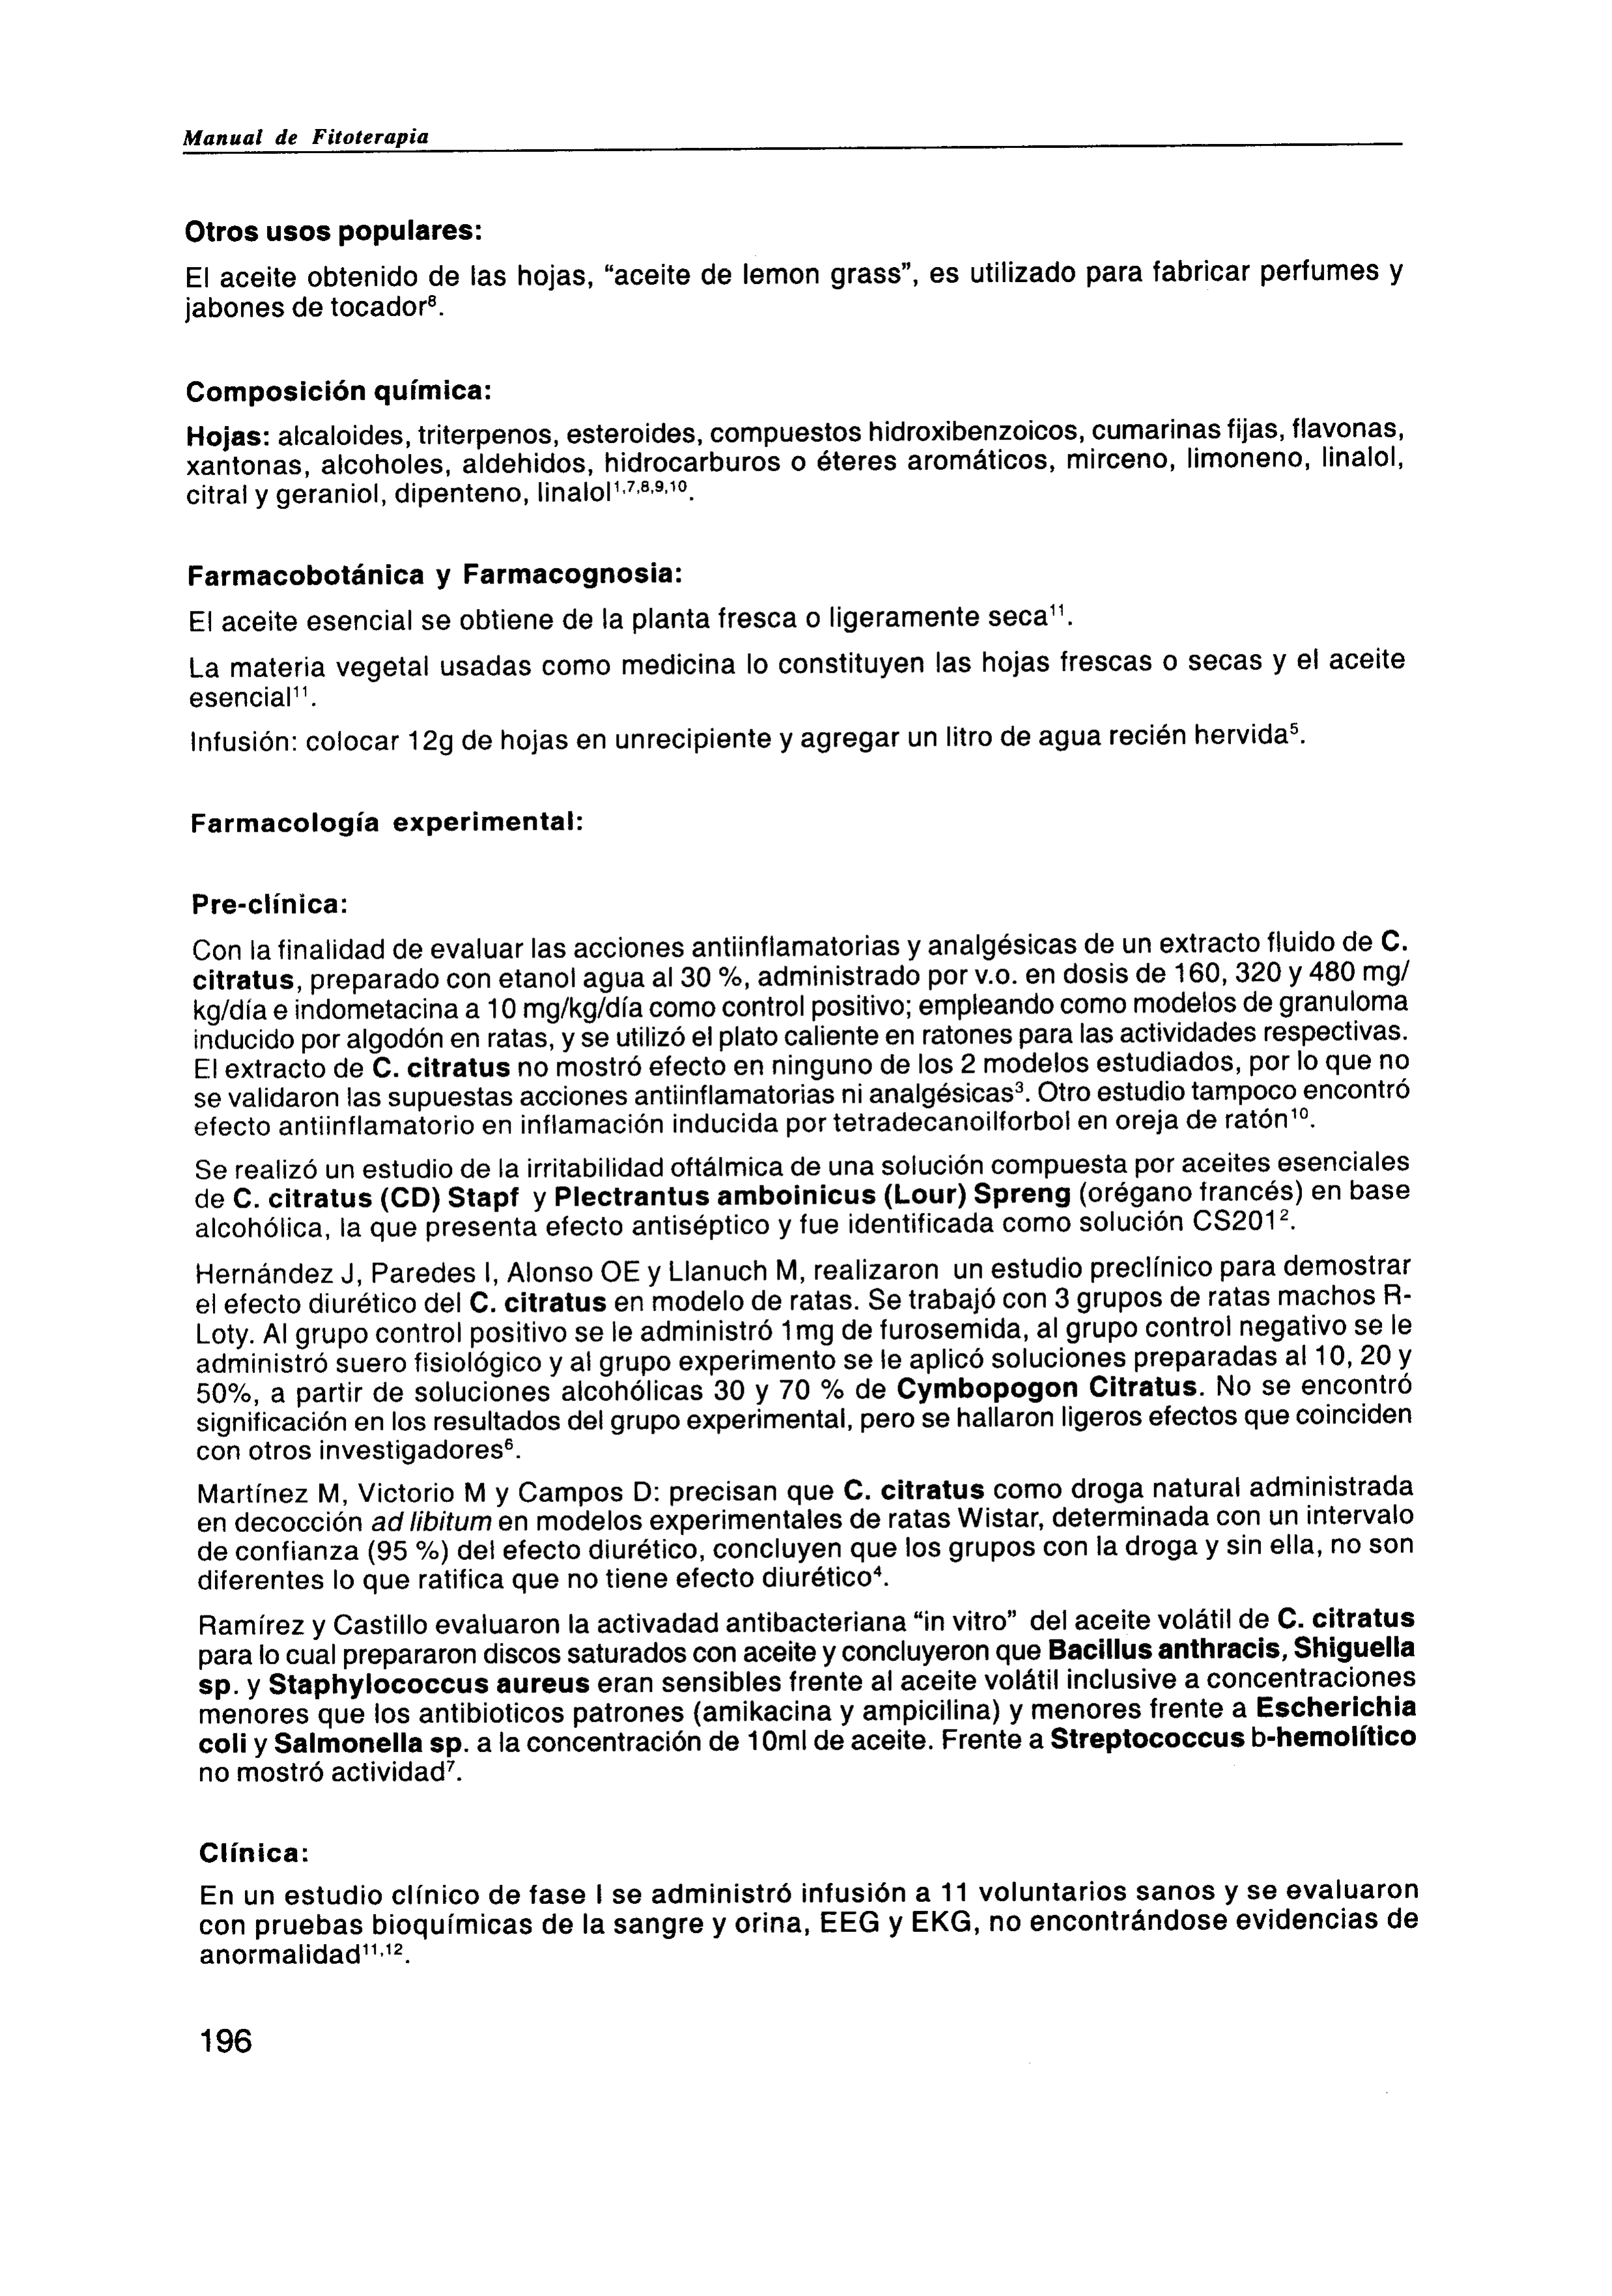 Manual de Fitoterapia
Otros usos populares:
El aceite obtenido de las hojas, “aceite de lemon grass”, es utilizado para fabricar perfumes y
jabones de tocador⁸.
Composición química:
Hojas: alcaloides, triterpenos, esteroides, compuestos hidroxibenzoicos, cumarinas fijas, flavonas,
xantonas, alcoholes, aldehidos, hidrocarburos o éteres aromáticos, mirceno, limoneno, linalol,
citral y geraniol, dipenteno, linalol¹,⁷,⁸,⁹,¹⁰.
Farmacobotánica y Farmacognosia:
El aceite esencial se obtiene de la planta fresca o ligeramente seca¹¹.
La materia vegetal usadas como medicina lo constituyen las hojas frescas o secas y el aceite
esencial¹¹.
Infusión: colocar 12g de hojas en unrecipiente y agregar un litro de agua recién hervida⁵.
Farmacología experimental:
Pre-clínica:
Con la finalidad de evaluar las acciones antiinflamatorias y analgésicas de un extracto fluido de C.
citratus, preparado con etanol agua al 30 %, administrado por v.o. en dosis de 160, 320 y 480 mg/
kg/día e indometacina a 10 mg/kg/día como control positivo; empleando como modelos de granuloma
inducido por algodón en ratas, y se utilizó el plato caliente en ratones para las actividades respectivas.
El extracto de C. citratus no mostró efecto en ninguno de los 2 modelos estudiados, por lo que no
se validaron las supuestas acciones antiinflamatorias ni analgésicas³. Otro estudio tampoco encontró
efecto antiinflamatorio en inflamación inducida por tetradecanoilforbol en oreja de ratón¹⁰.
Se realizó un estudio de la irritabilidad oftálmica de una solución compuesta por aceites esenciales
de C. citratus (CD) Stapf y Plectrantus amboinicus (Lour) Spreng (orégano francés) en base
alcohólica, la que presenta efecto antiséptico y fue identificada como solución CS201².
Hernández J, Paredes I, Alonso OE y Llanuch M, realizaron un estudio preclínico para demostrar
el efecto diurético del C. citratus en modelo de ratas. Se trabajó con 3 grupos de ratas machos R-
Loty. Al grupo control positivo se le administró 1mg de furosemida, al grupo control negativo se le
administró suero fisiológico y al grupo experimento se le aplicó soluciones preparadas al 10, 20 y
50%, a partir de soluciones alcohólicas 30 y 70 % de Cymbopogon Citratus. No se encontró
significación en los resultados del grupo experimental, pero se hallaron ligeros efectos que coinciden
con otros investigadores⁶.
Martínez M, Victorio M y Campos D: precisan que C. citratus como droga natural administrada
en decocción ad libitum en modelos experimentales de ratas Wistar, determinada con un intervalo
de confianza (95 %) del efecto diurético, concluyen que los grupos con la droga y sin ella, no son
diferentes lo que ratifica que no tiene efecto diurético⁴.
Ramírez y Castillo evaluaron la activadad antibacteriana “in vitro” del aceite volátil de C. citratus
para lo cual prepararon discos saturados con aceite y concluyeron que Bacillus anthracis, Shiguella
sp. y Staphylococcus aureus eran sensibles frente al aceite volátil inclusive a concentraciones
menores que los antibioticos patrones (amikacina y ampicilina) y menores frente a Escherichia
coli y Salmonella sp. a la concentración de 10ml de aceite. Frente a Streptococcus b-hemolítico
no mostró actividad⁷.
Clínica:
En un estudio clínico de fase I se administró infusión a 11 voluntarios sanos y se evaluaron
con pruebas bioquímicas de la sangre y orina, EEG y EKG, no encontrándose evidencias de
anormalidad¹¹,¹².
196